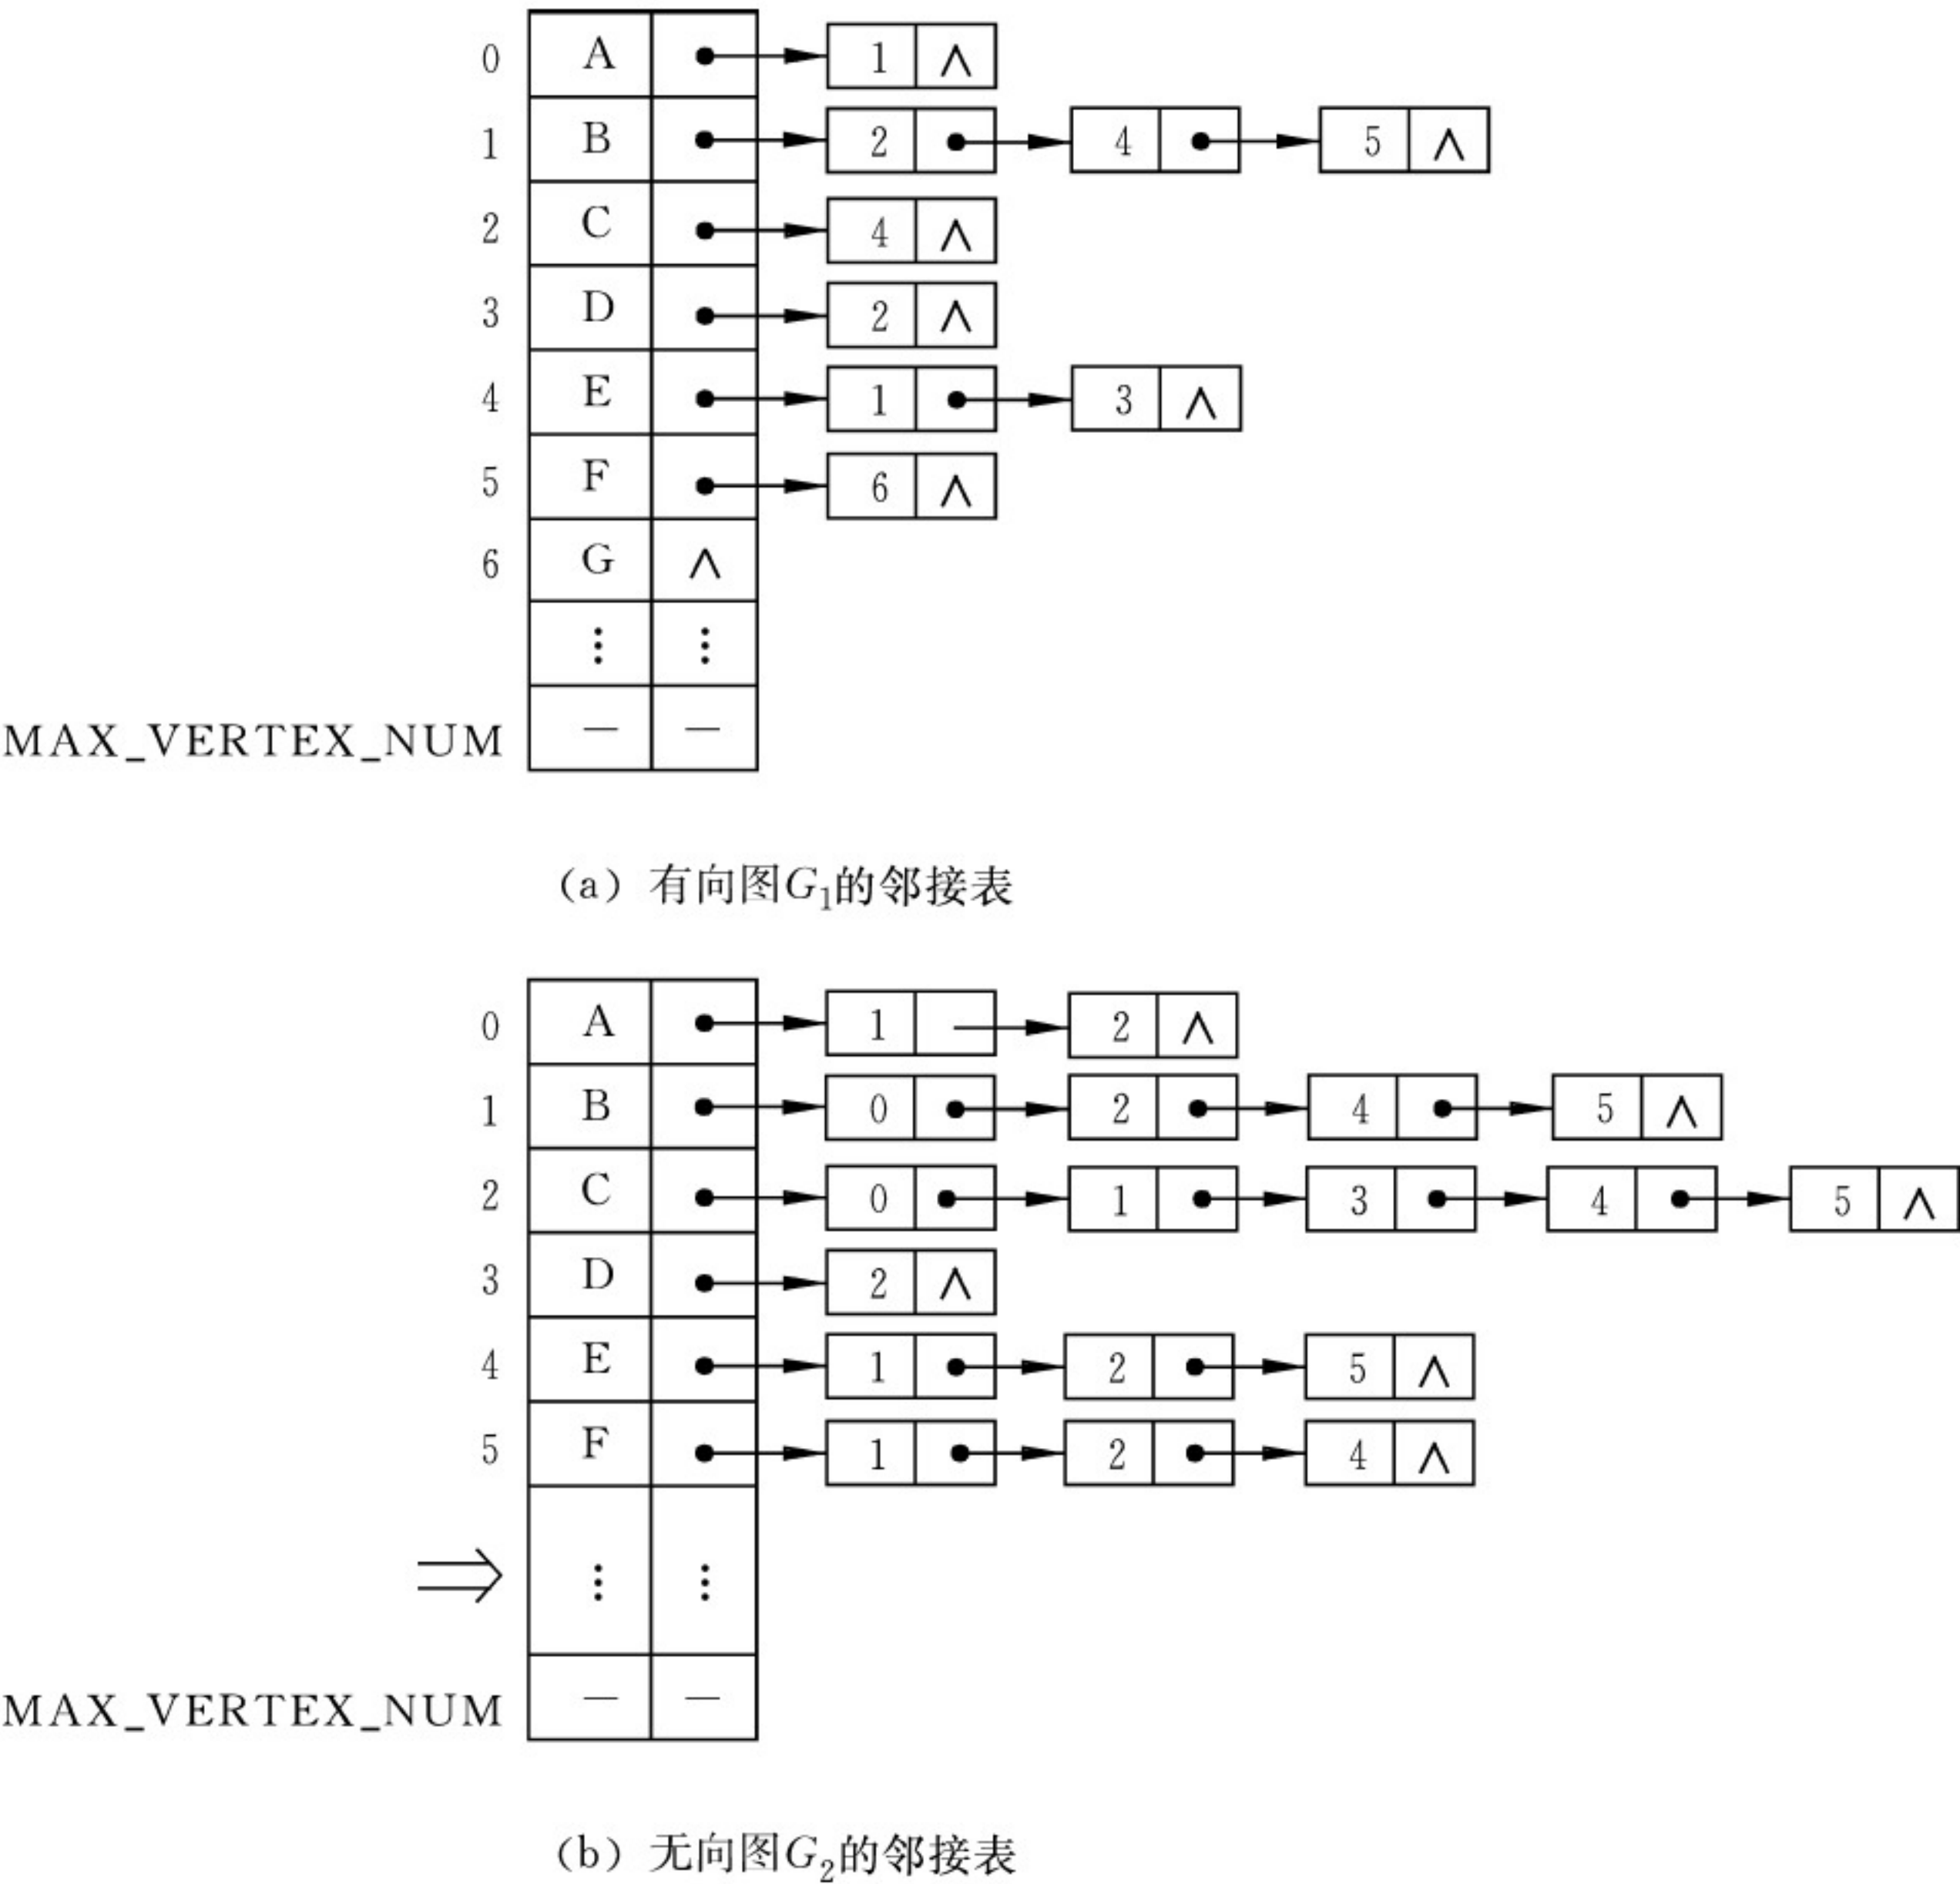 0 A 1 ∧
1 B 2 4 5 ∧
2 C 4 ∧
3 D 2 ∧
4 E 1 3 ∧
5 F 6 ∧
6 G ∧
⋮ ⋮
MAX_VERTEX_NUM — —
(a) 有向图G1的邻接表
0 A 1 2 ∧
1 B 0 2 4 5 ∧
2 C 0 1 3 4 5 ∧
3 D 2 ∧
4 E 1 2 5 ∧
5 F 1 2 4 ∧
⋮ ⋮
MAX_VERTEX_NUM — —
(b) 无向图G2的邻接表